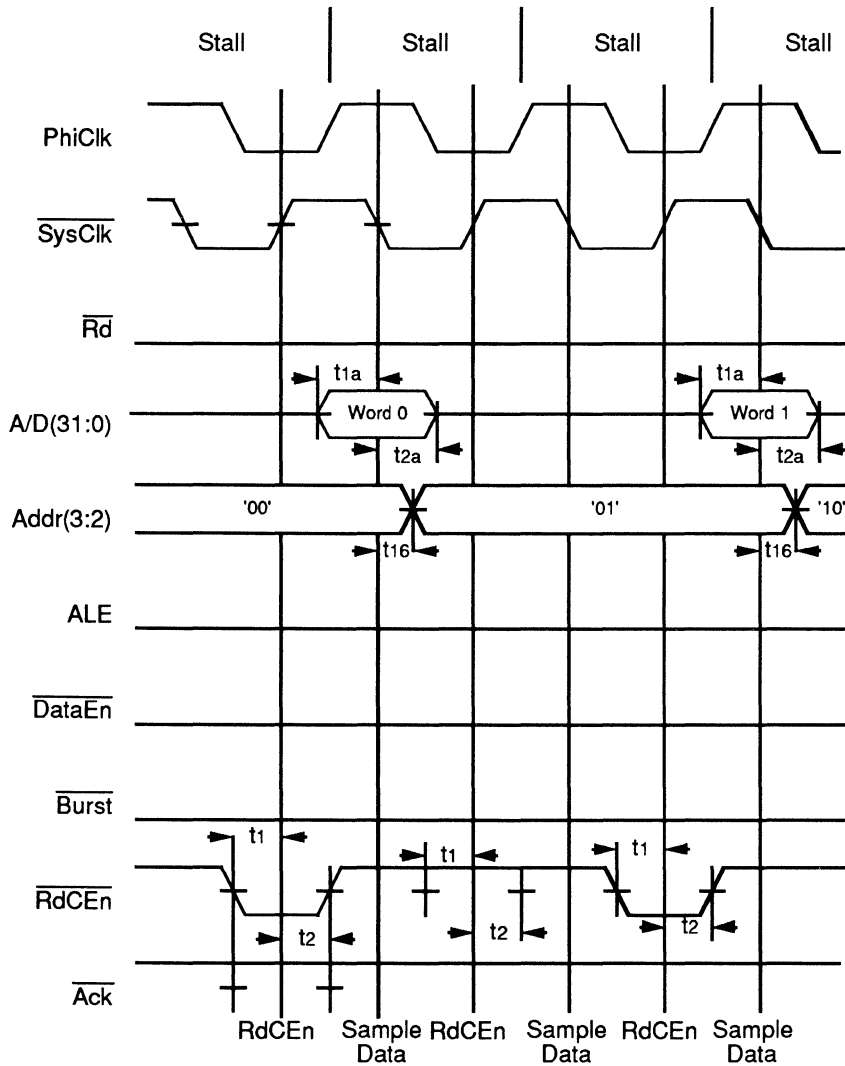 Stall Stall Stall Stall
PhiClk
SysClk
Rd
t1a t1a
A/D(31:0) Word 0 Word 1
t2a t2a
Addr(3:2) '00' '01' '10'
t16 t16
ALE
DataEn
Burst
t1 t1 t1
RdCEn
t2 t2 t2
Ack
RdCEn Sample Data RdCEn Sample Data RdCEn Sample Data